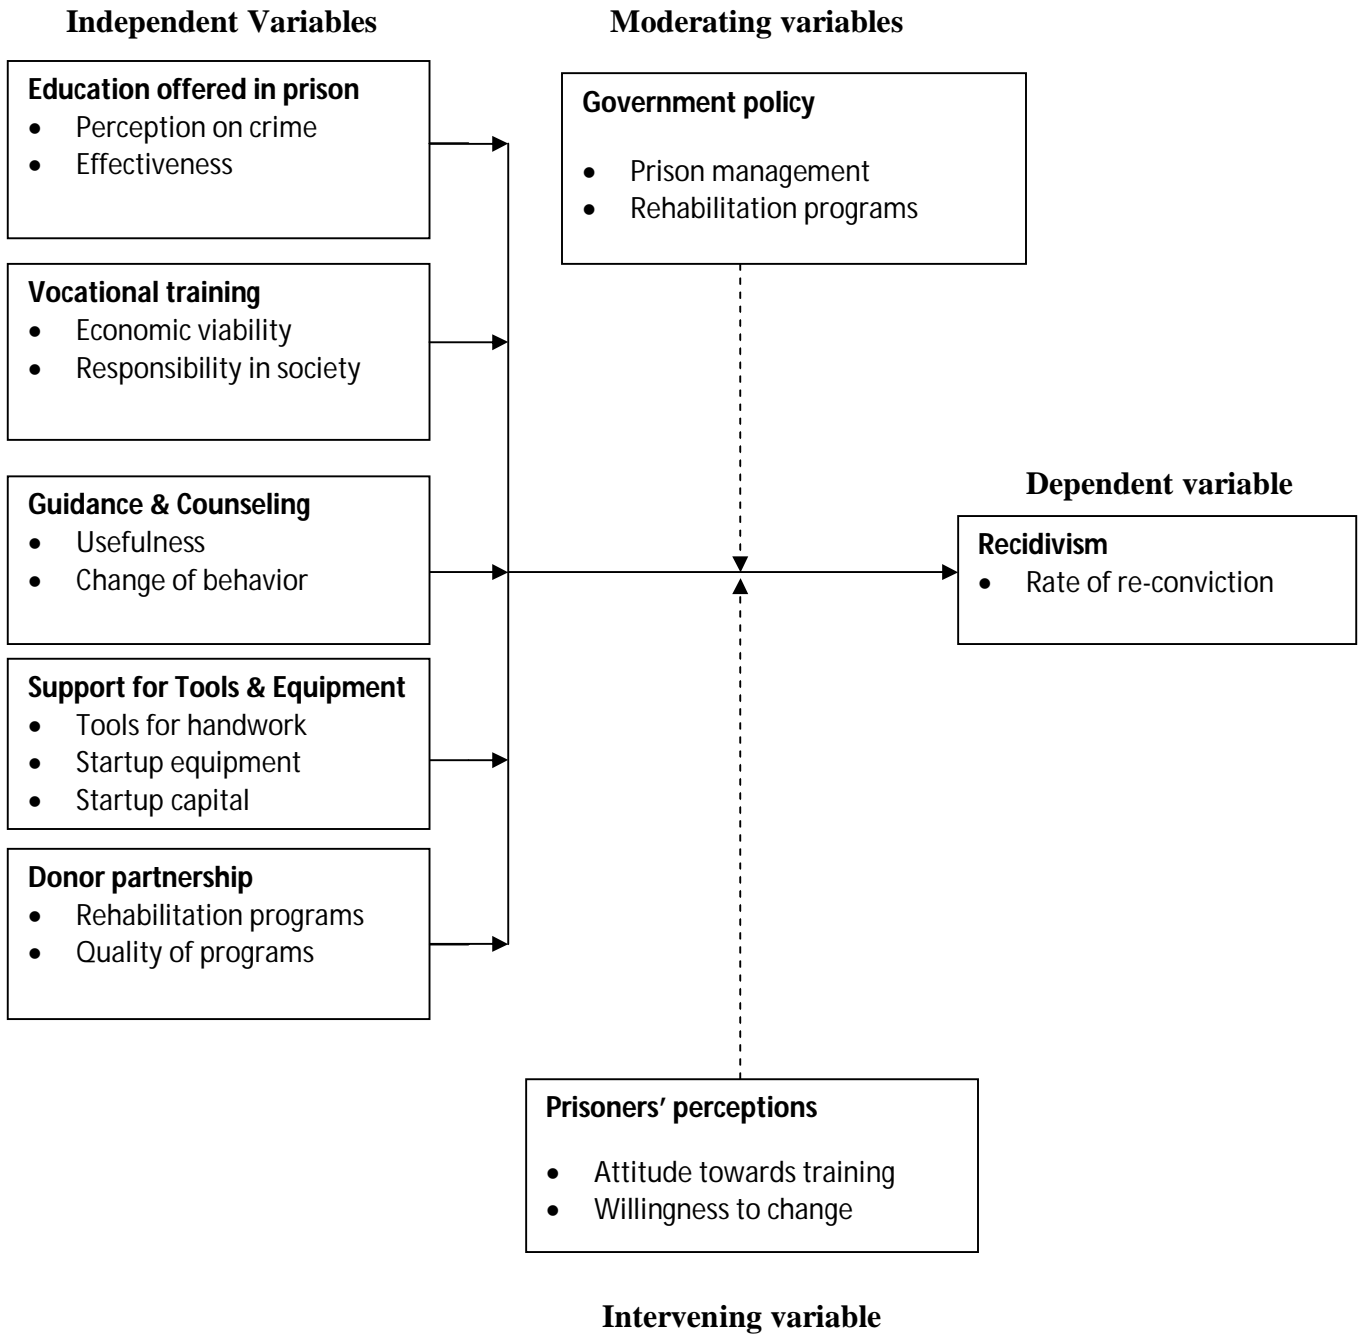 Independent Variables
Moderating variables
Education offered in prison
• Perception on crime
• Effectiveness
Government policy
• Prison management
• Rehabilitation programs
Vocational training
• Economic viability
• Responsibility in society
Guidance & Counseling
• Usefulness
• Change of behavior
Dependent variable
Recidivism
• Rate of re-conviction
Support for Tools & Equipment
• Tools for handwork
• Startup equipment
• Startup capital
Donor partnership
• Rehabilitation programs
• Quality of programs
Prisoners’ perceptions
• Attitude towards training
• Willingness to change
Intervening variable